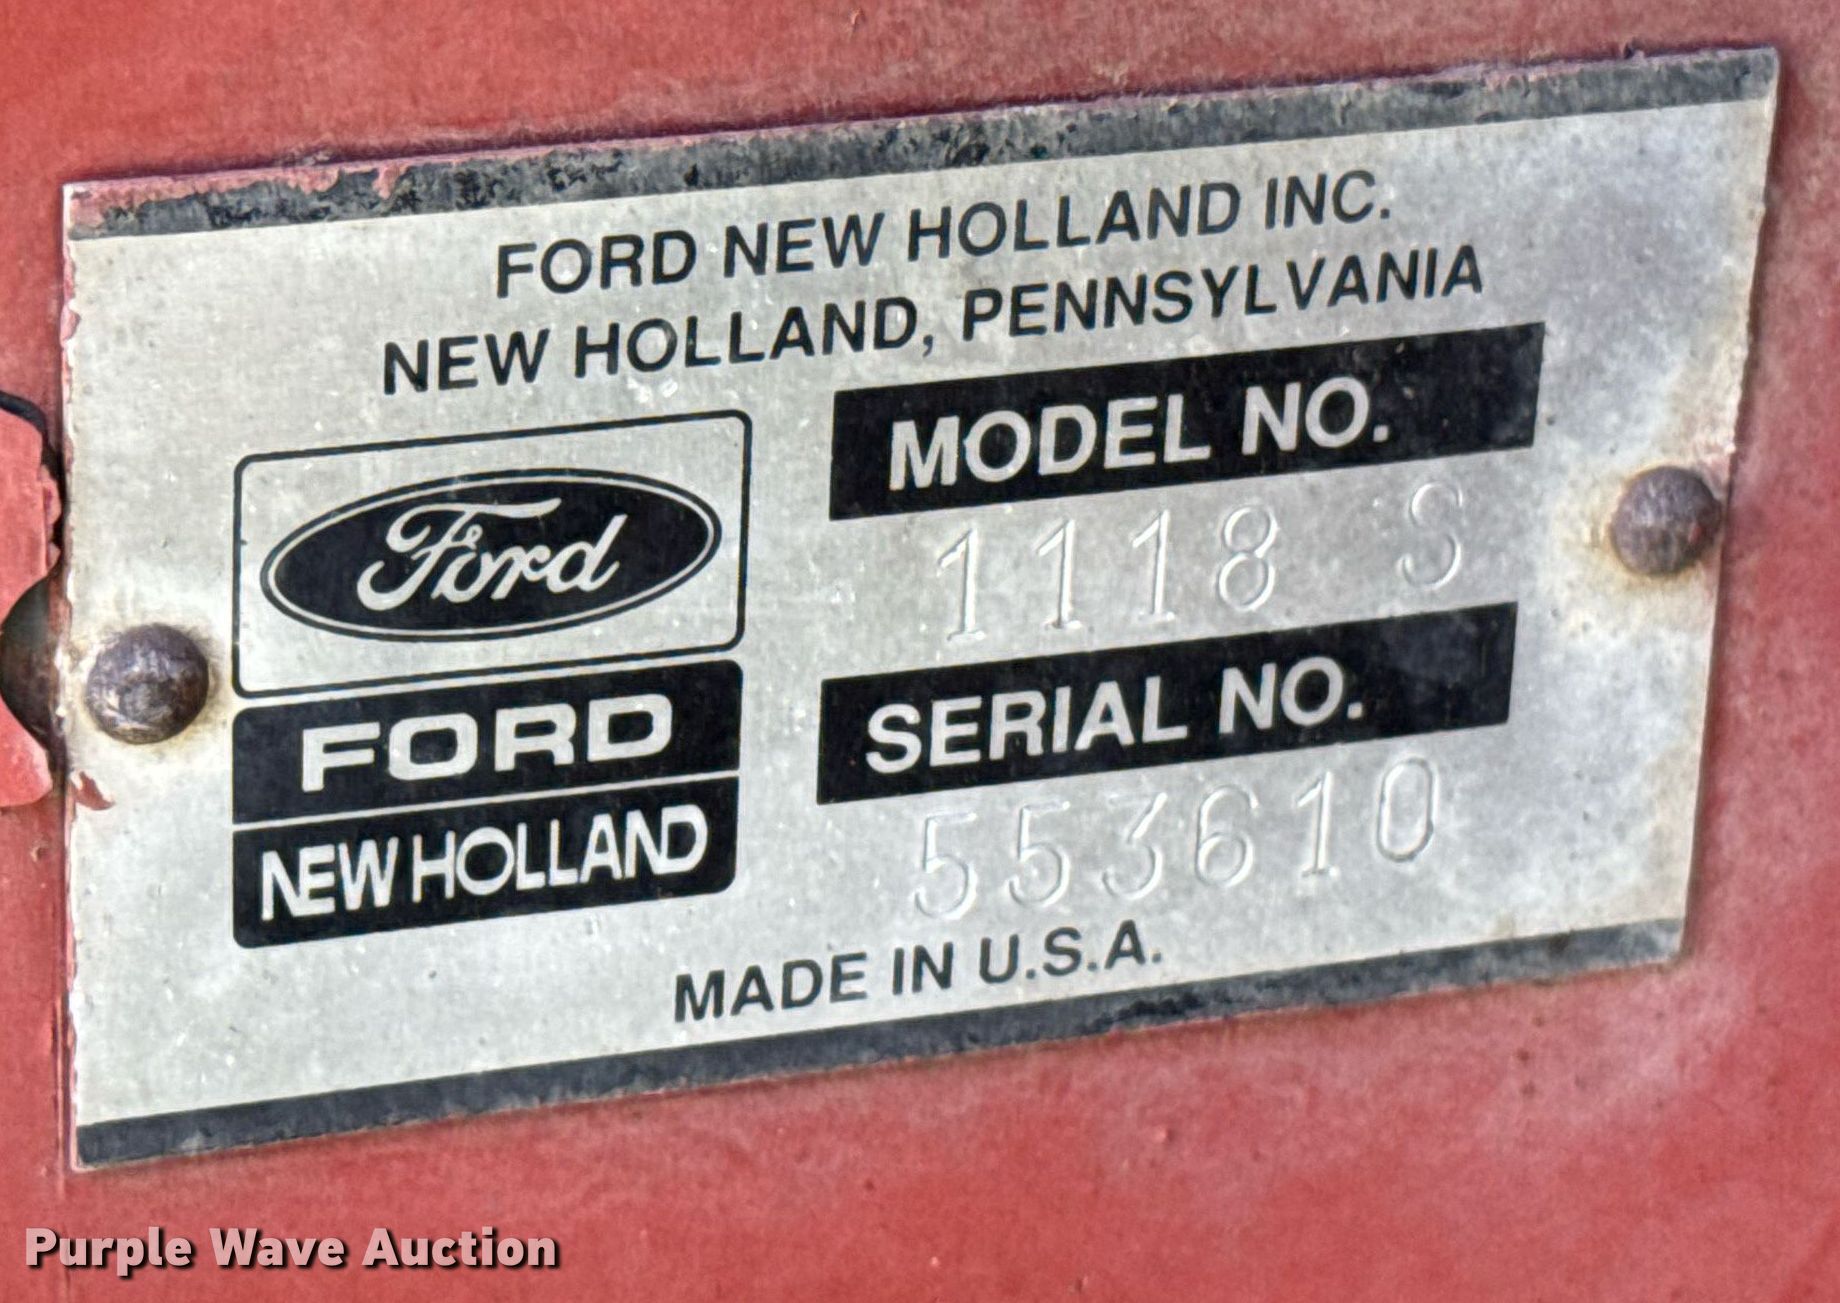 FORD NEW HOLLAND INC.
NEW HOLLAND, PENNSYLVANIA
Ford
FORD
NEW HOLLAND
MODEL NO.
1118 S
SERIAL NO.
553610
MADE IN U.S.A.
Purple Wave Auction